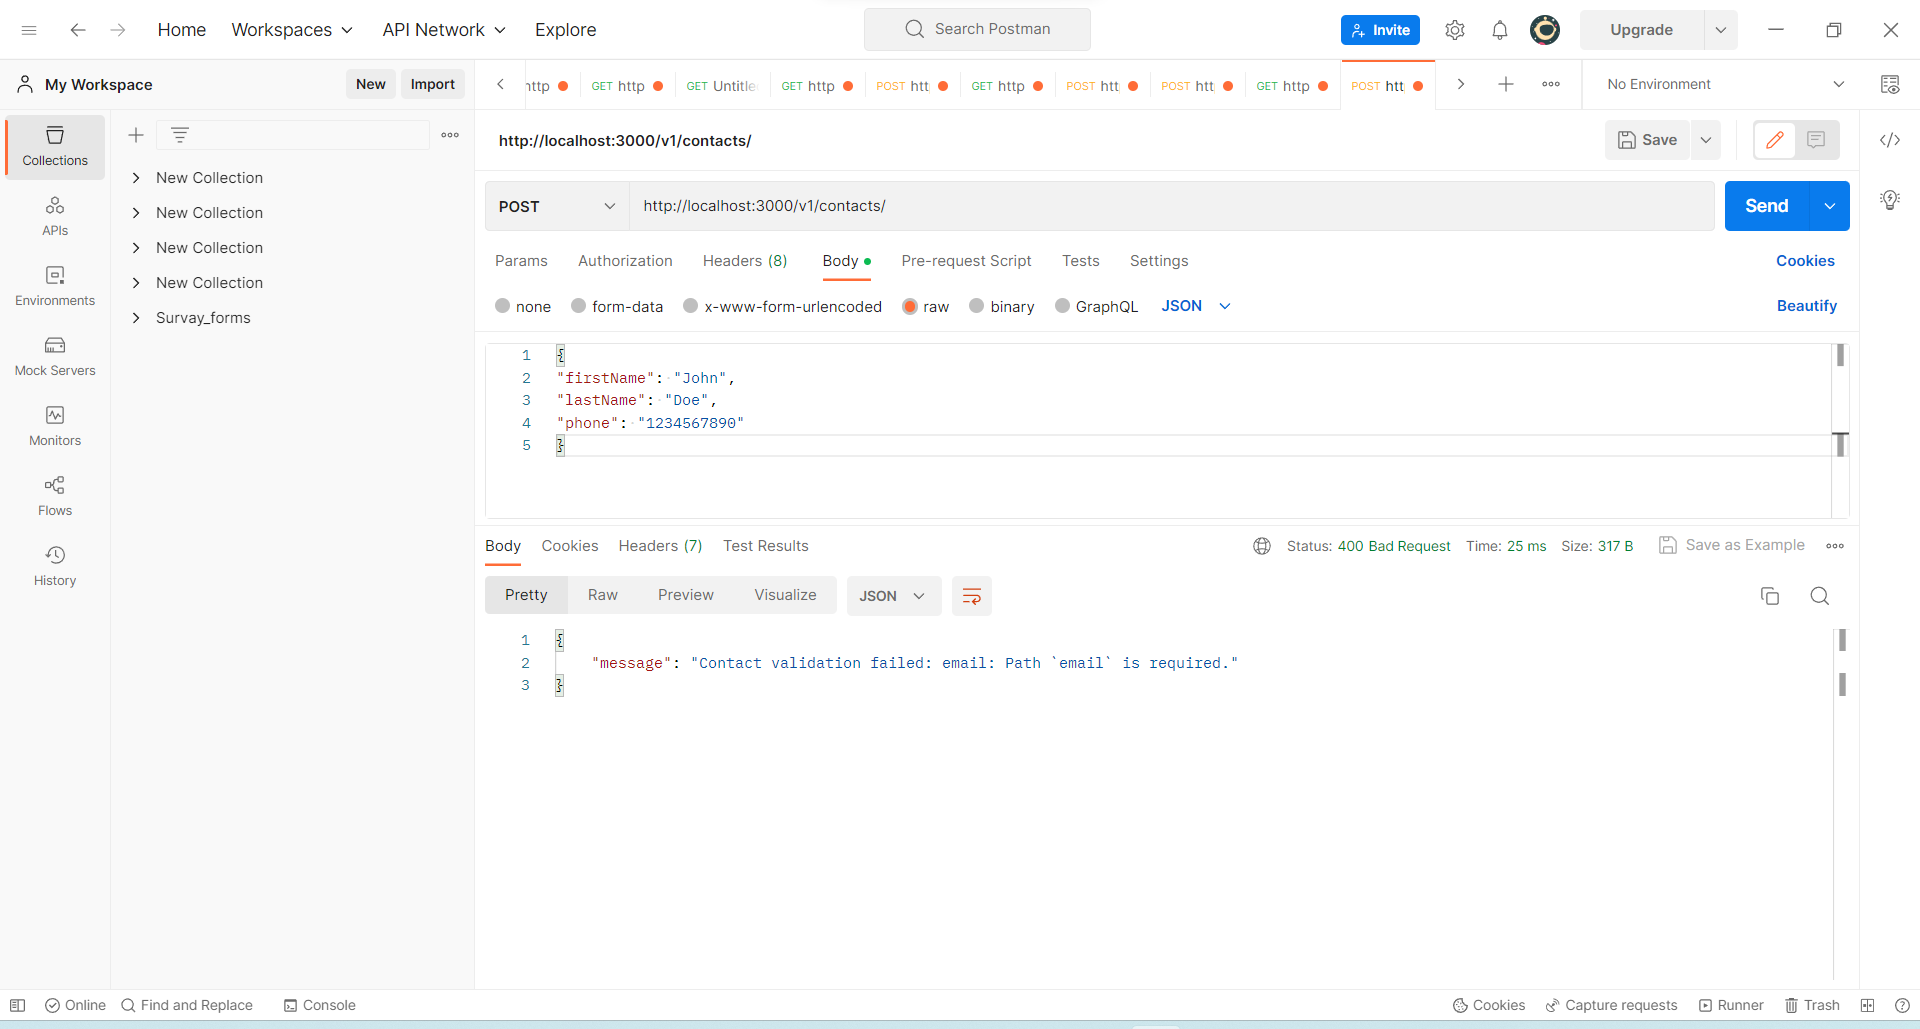 Home Workspaces API Network Explore Search Postman Invite Upgrade
My Workspace New Import
http GET http GET Untitle GET http POST htt GET http POST htt POST htt GET http POST htt No Environment
Collections
APIs
Environments
Mock Servers
Monitors
Flows
History
New Collection
New Collection
New Collection
New Collection
Survay_forms
http://localhost:3000/v1/contacts/ Save
POST http://localhost:3000/v1/contacts/ Send
Params Authorization Headers (8) Body Pre-request Script Tests Settings Cookies
none form-data x-www-form-urlencoded raw binary GraphQL JSON Beautify
1 {
2 "firstName": "John",
3 "lastName": "Doe",
4 "phone": "1234567890"
5 }
Body Cookies Headers (7) Test Results Status: 400 Bad Request Time: 25 ms Size: 317 B Save as Example
Pretty Raw Preview Visualize JSON
1 {
2 "message": "Contact validation failed: email: Path `email` is required."
3 }
Online Find and Replace Console Cookies Capture requests Runner Trash